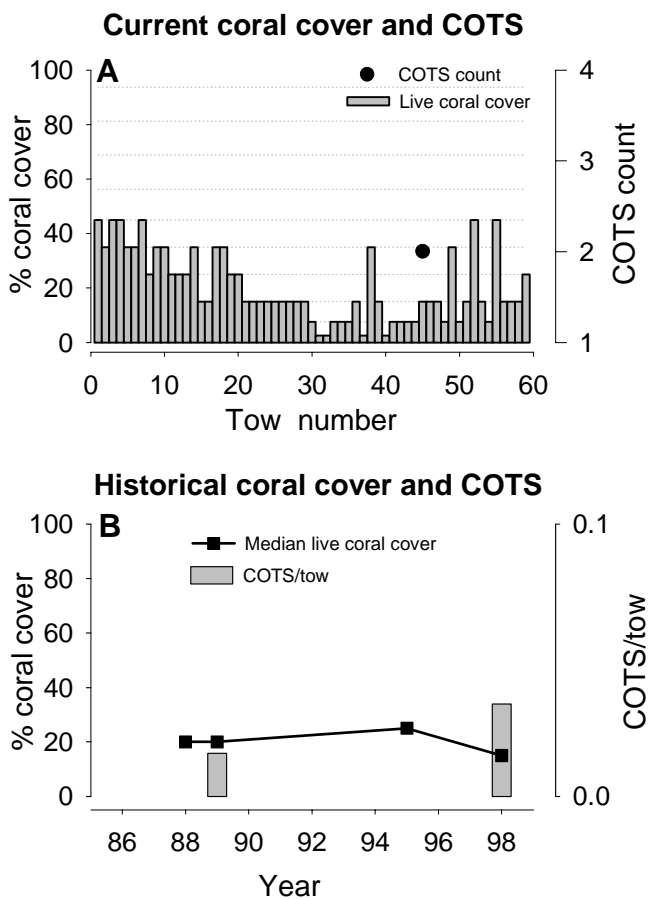 Current coral cover and COTS
A
COTS count
Live coral cover
% coral cover
100
80
60
40
20
0
COTS count
4
3
2
1
0 10 20 30 40 50 60
Tow number
Historical coral cover and COTS
B
Median live coral cover
COTS/tow
% coral cover
100
80
60
40
20
0
COTS/tow
0.1
0.0
86 88 90 92 94 96 98
Year